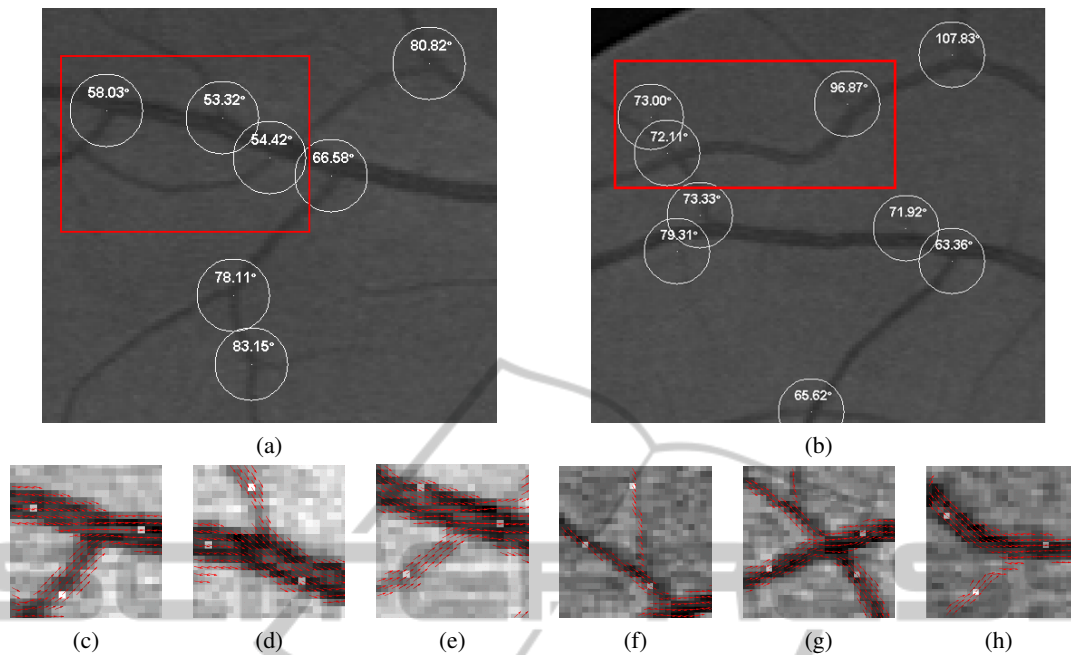 80.82°
58.03°
53.32°
54.42°
66.58°
78.11°
83.15°
(a)
107.83°
96.87°
73.00°
72.11°
73.33°
71.92°
79.31°
63.36°
65.62°
(b)
(c)
(d)
(e)
(f)
(g)
(h)